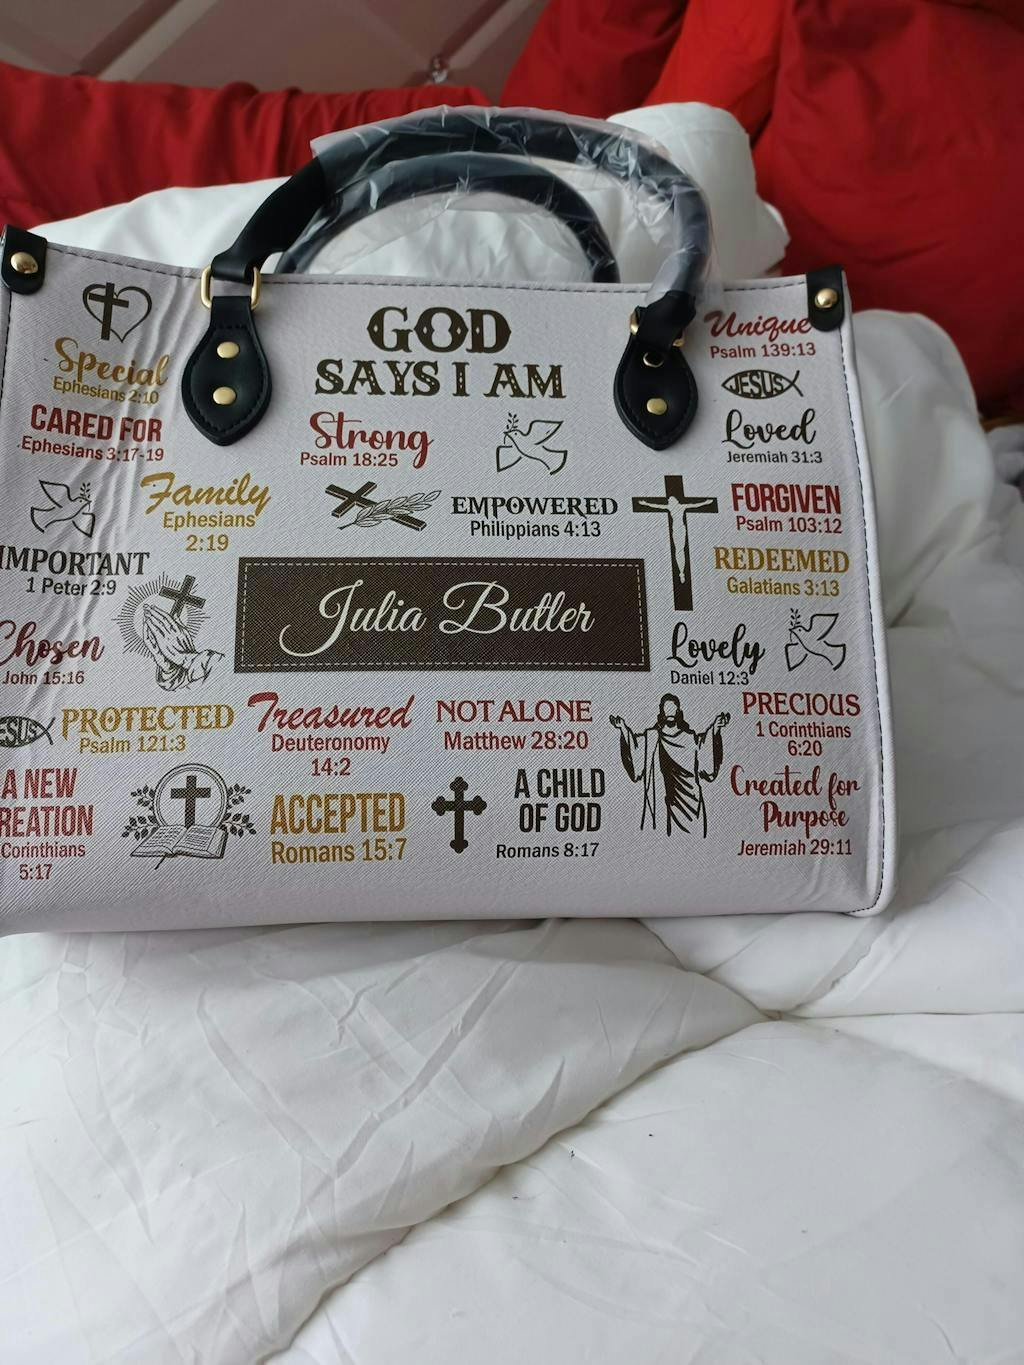 GOD
SAYS I AM
Special
Ephesians 2:10
CARED FOR
Ephesians 3:17-19
Strong
Psalm 18:25
Unique
Psalm 139:13
JESUS
Loved
Jeremiah 31:3
Family
Ephesians
2:19
EMPOWERED
Philippians 4:13
FORGIVEN
Psalm 103:12
IMPORTANT
1 Peter 2:9
REDEEMED
Galatians 3:13
Julia Butler
Chosen
John 15:16
Lovely
Daniel 12:3
ESUS
PROTECTED
Psalm 121:3
Treasured
Deuteronomy
14:2
NOT ALONE
Matthew 28:20
PRECIOUS
1 Corinthians
6:20
A NEW
REATION
Corinthians
5:17
ACCEPTED
Romans 15:7
A CHILD
OF GOD
Romans 8:17
Created for
Purpose
Jeremiah 29:11